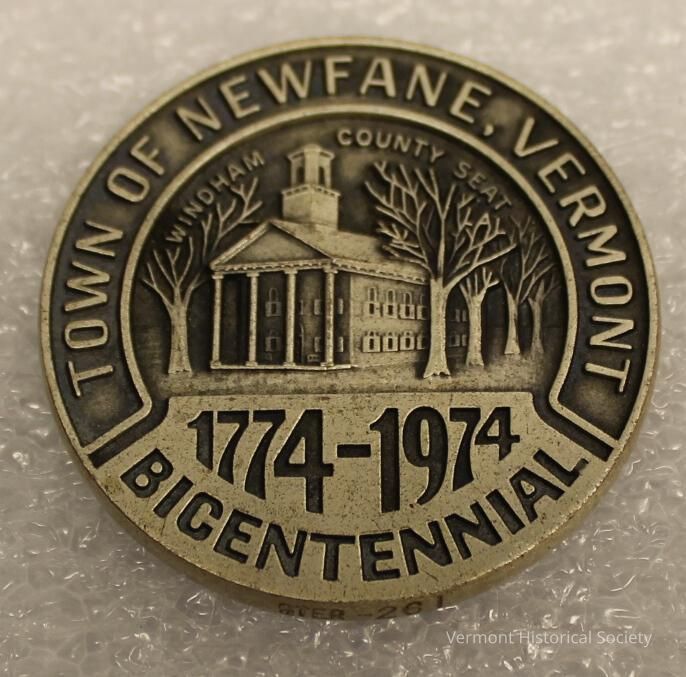 TOWN OF NEWFANE, VERMONT
WINDHAM COUNTY SEAT
1774-1974
BICENTENNIAL
Vermont Historical Society